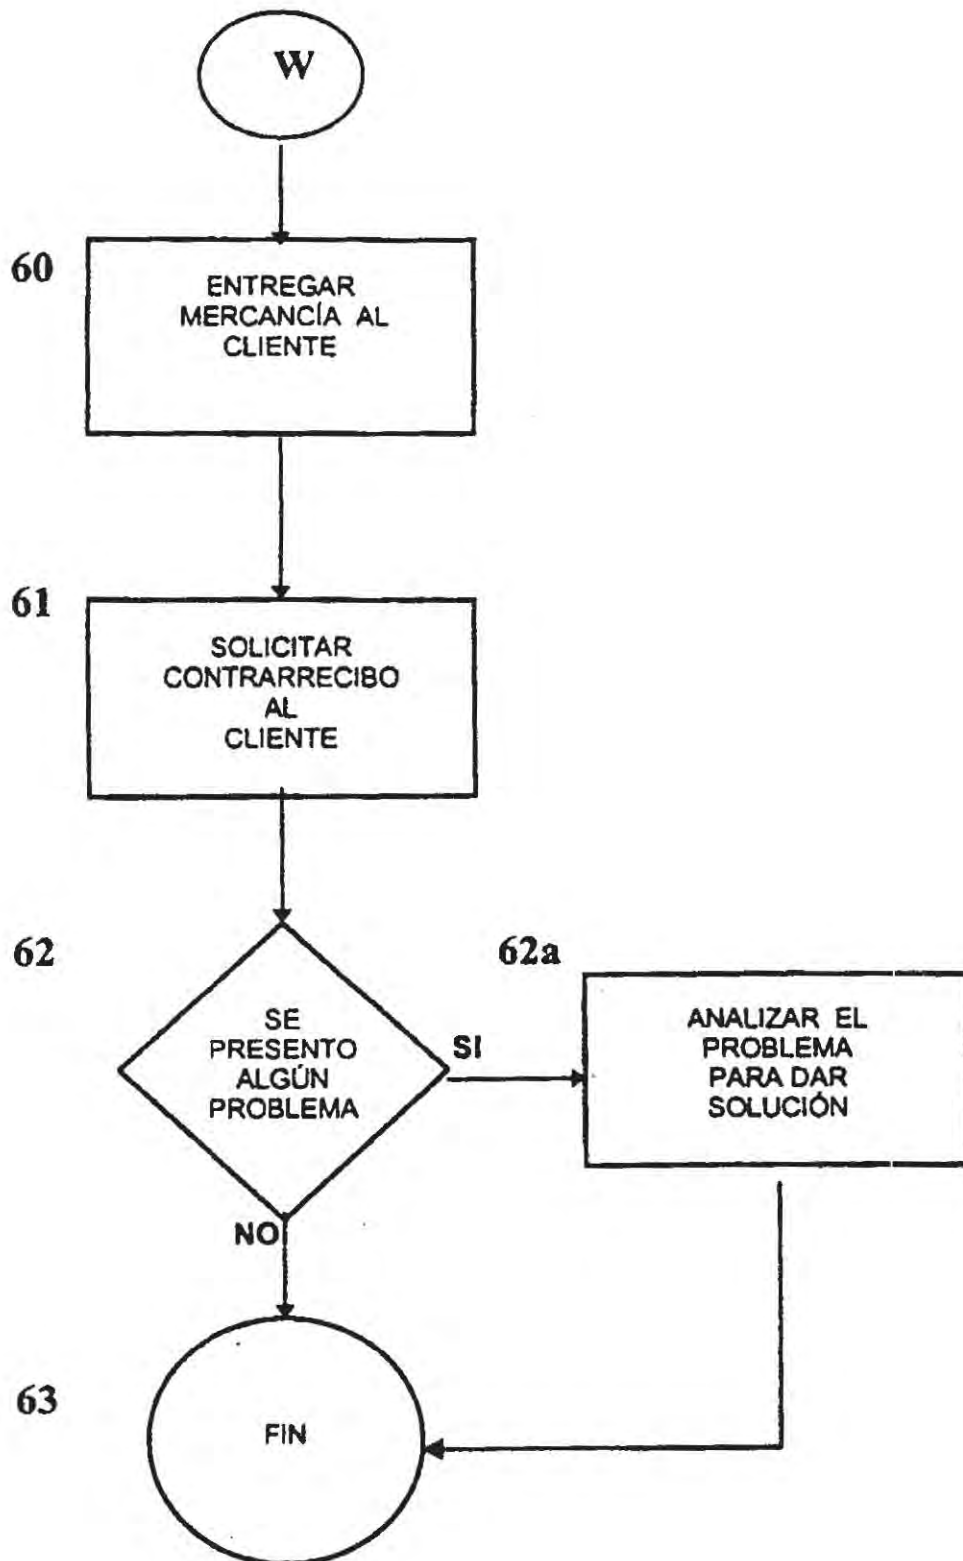 W
60
ENTREGAR
MERCANCÍA AL
CLIENTE
61
SOLICITAR
CONTRARRECIBO
AL
CLIENTE
62
SE
PRESENTO
ALGÚN
PROBLEMA
SI
62a
ANALIZAR EL
PROBLEMA
PARA DAR
SOLUCIÓN
NO
63
FIN